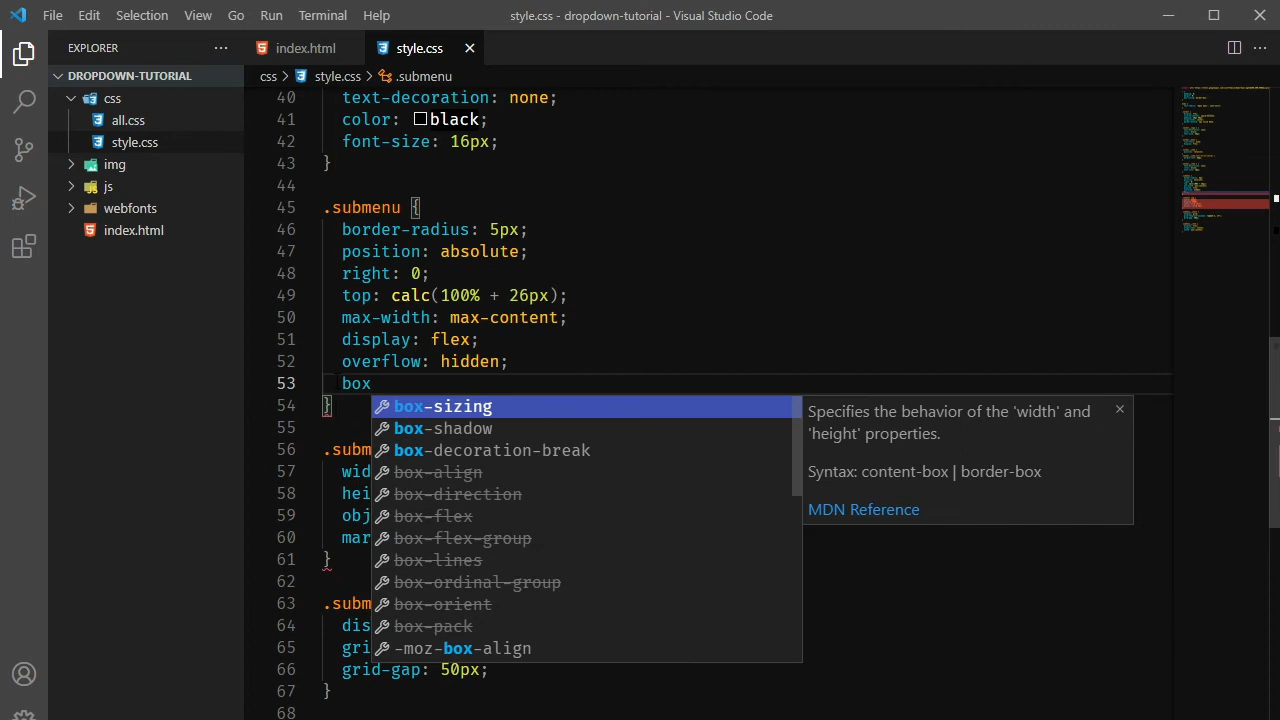 File Edit Selection View Go Run Terminal Help style.css - dropdown-tutorial - Visual Studio Code
EXPLORER
index.html
style.css
DROPDOWN-TUTORIAL
css
all.css
style.css
img
js
webfonts
index.html
css > style.css > .submenu
40 text-decoration: none;
41 color: black;
42 font-size: 16px;
43 }
44
45 .submenu {
46 border-radius: 5px;
47 position: absolute;
48 right: 0;
49 top: calc(100% + 26px);
50 max-width: max-content;
51 display: flex;
52 overflow: hidden;
53 box
54 }
55
56 .subm
57 wid
58 hei
59 obj
60 mar
61 }
62
63 .subm
64 dis
65 gri
66 grid-gap: 50px;
67 }
68
box-sizing
box-shadow
box-decoration-break
box-align
box-direction
box-flex
box-flex-group
box-lines
box-ordinal-group
box-orient
box-pack
-moz-box-align
Specifies the behavior of the 'width' and
'height' properties.
Syntax: content-box | border-box
MDN Reference